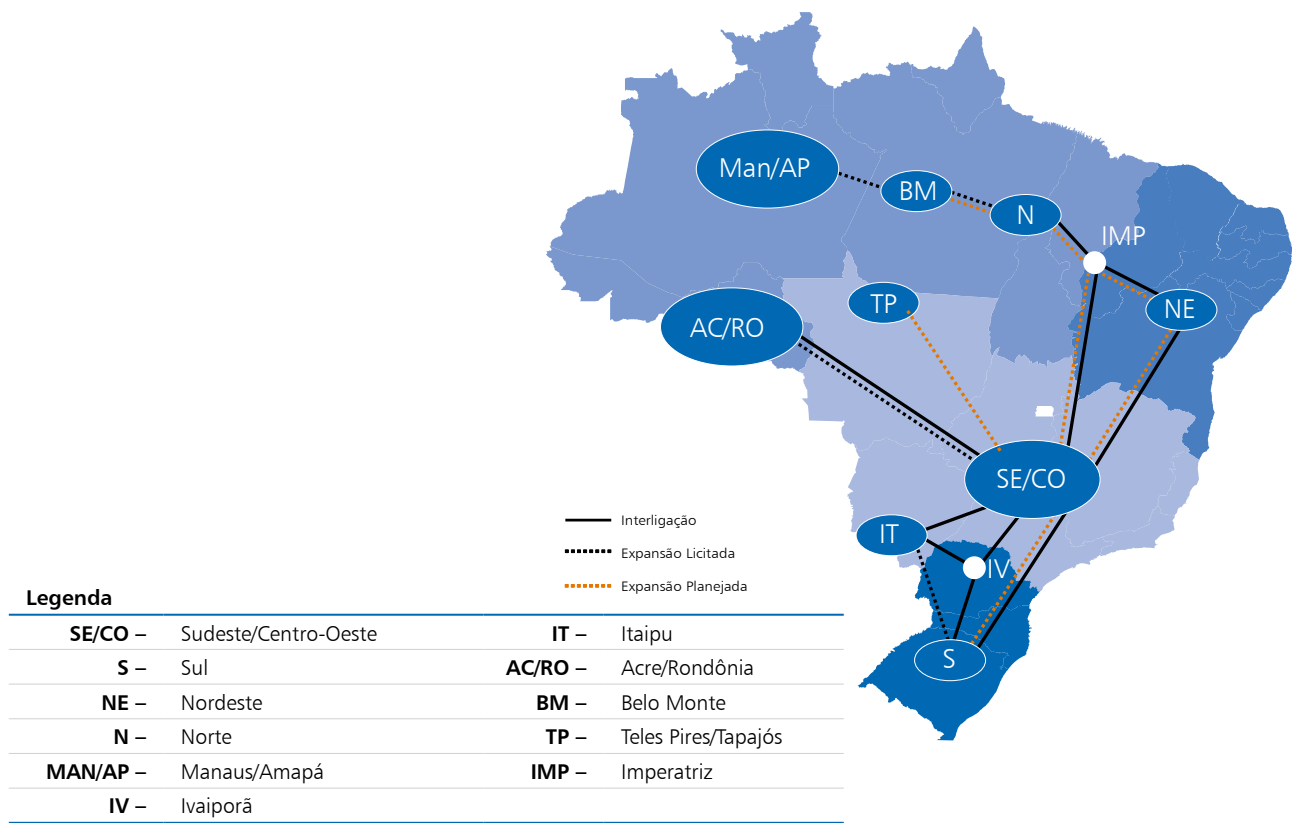 Man/AP
BM
N
IMP
TP
NE
AC/RO
SE/CO
IT
IV
S
Interligação
Expansão Licitada
Expansão Planejada
Legenda
SE/CO – Sudeste/Centro-Oeste IT – Itaipu
S – Sul AC/RO – Acre/Rondônia
NE – Nordeste BM – Belo Monte
N – Norte TP – Teles Pires/Tapajós
MAN/AP – Manaus/Amapá IMP – Imperatriz
IV – Ivaiporã